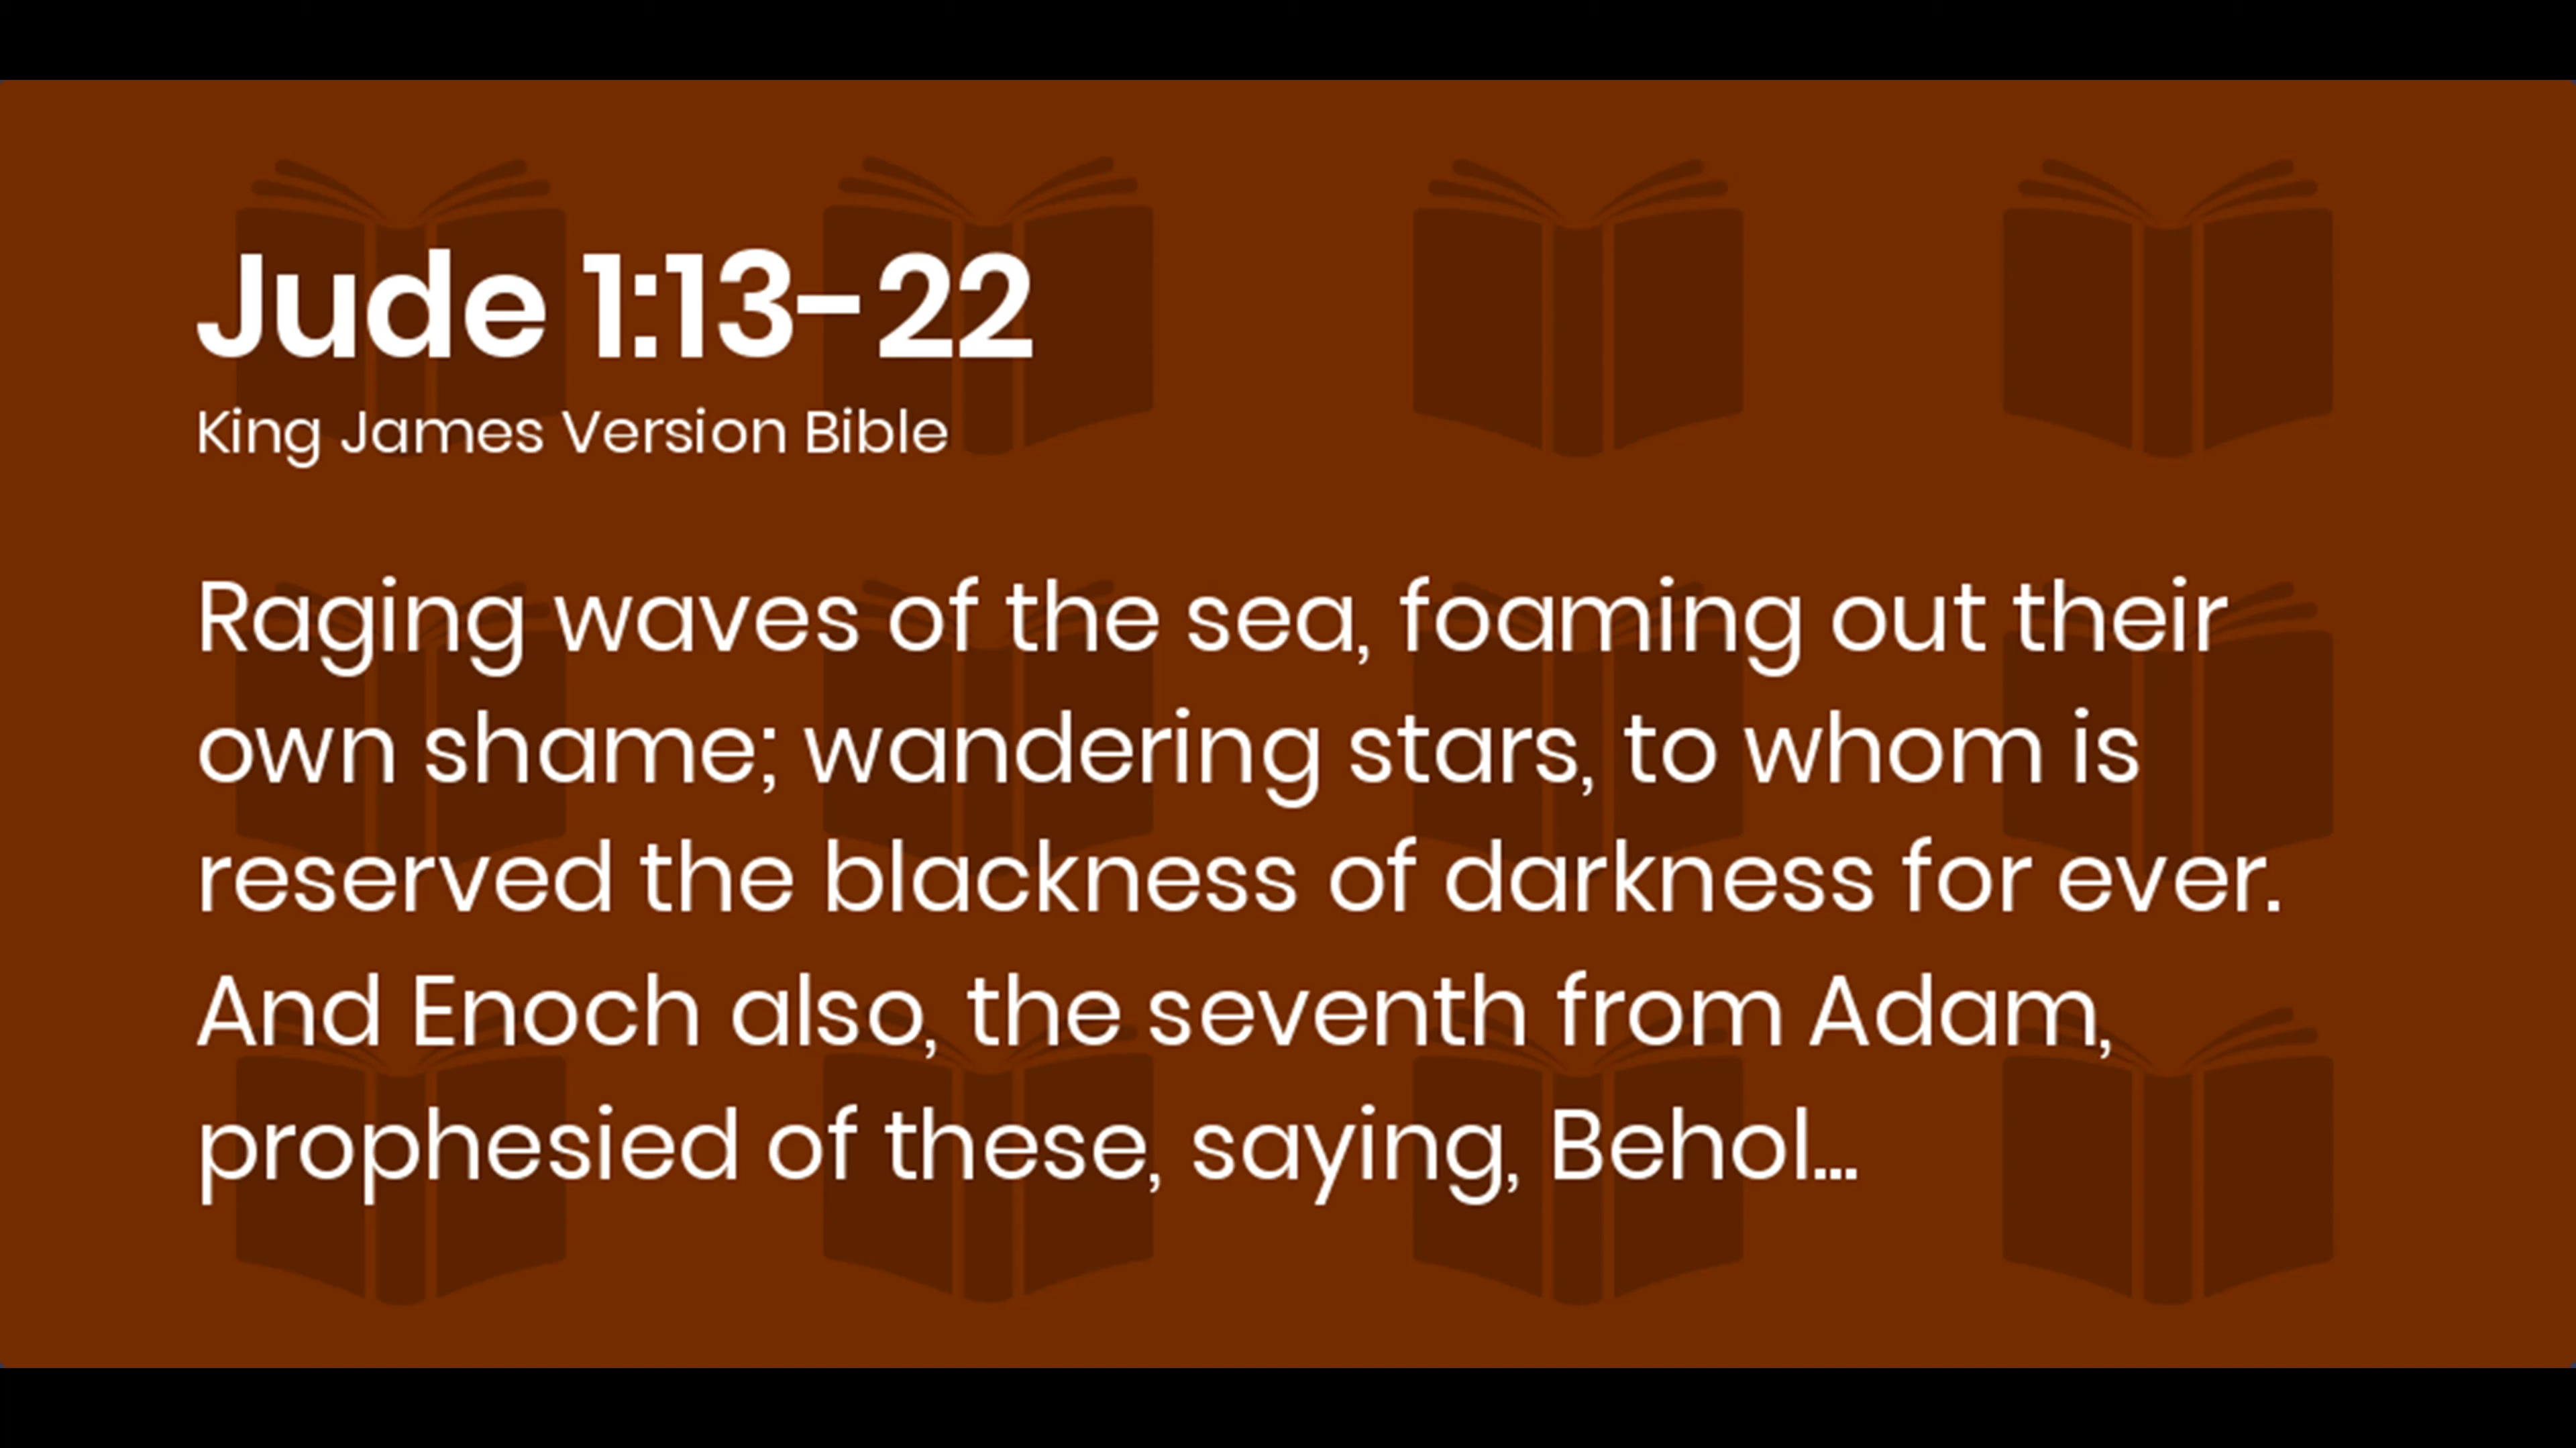 Jude 1:13-22
King James Version Bible
Raging waves of the sea, foaming out their
own shame; wandering stars, to whom is
reserved the blackness of darkness for ever.
And Enoch also, the seventh from Adam,
prophesied of these, saying, Behol...